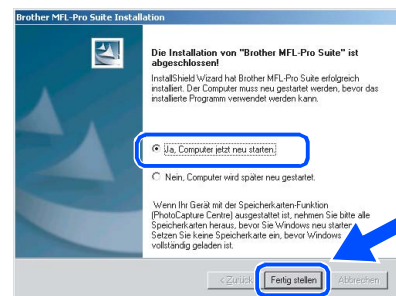 Brother MFL-Pro Suite Installation
Die Installation von "Brother MFL-Pro Suite" ist
abgeschlossen!
InstallShield Wizard hat Brother MFL-Pro Suite erfolgreich
installiert. Der Computer muss neu gestartet werden, bevor das
installierte Programm verwendet werden kann.
Ja, Computer jetzt neu starten.
Nein, Computer wird später neu gestartet.
Wenn Ihr Gerät mit der Speicherkarten-Funktion
(PhotoCapture Centre) ausgestattet ist, nehmen Sie bitte alle
Speicherkarten heraus, bevor Sie Windows neu starten
Setzen Sie keine Speicherkarte ein, bevor Windows
vollständig geladen ist.
< Zurück Fertig stellen Abbrechen